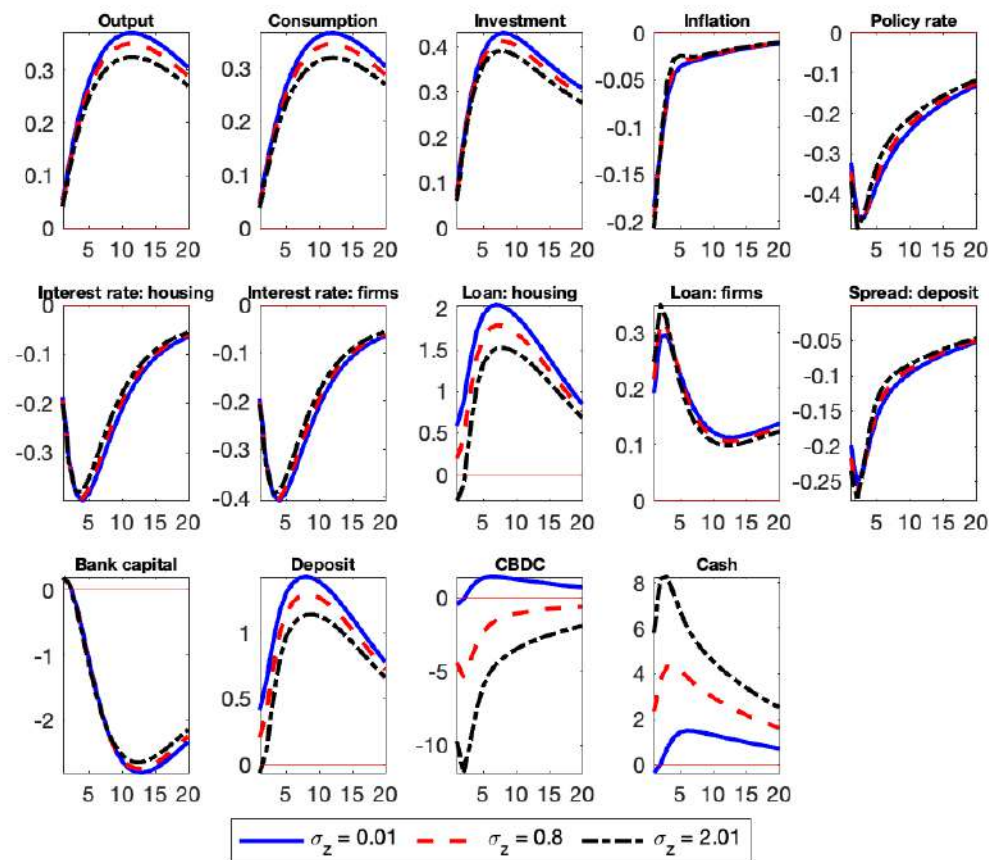 Output
Consumption
Investment
Inflation
Policy rate
0.3
0.2
0.1
0
5 10 15 20
0.3
0.2
0.1
0
5 10 15 20
0.4
0.3
0.2
0.1
0
5 10 15 20
0
-0.05
-0.1
-0.15
-0.2
5 10 15 20
0
-0.1
-0.2
-0.3
-0.4
5 10 15 20
Interest rate: housing
Interest rate: firms
Loan: housing
Loan: firms
Spread: deposit
0
-0.1
-0.2
-0.3
5 10 15 20
0
-0.1
-0.2
-0.3
-0.4
5 10 15 20
2
1.5
1
0.5
0
5 10 15 20
0.3
0.2
0.1
0
5 10 15 20
-0.05
-0.1
-0.15
-0.2
-0.25
5 10 15 20
Bank capital
Deposit
CBDC
Cash
0
-1
-2
5 10 15 20
1
0.5
0
5 10 15 20
0
-5
-10
5 10 15 20
8
6
4
2
0
5 10 15 20
σz = 0.01 σz = 0.8 σz = 2.01